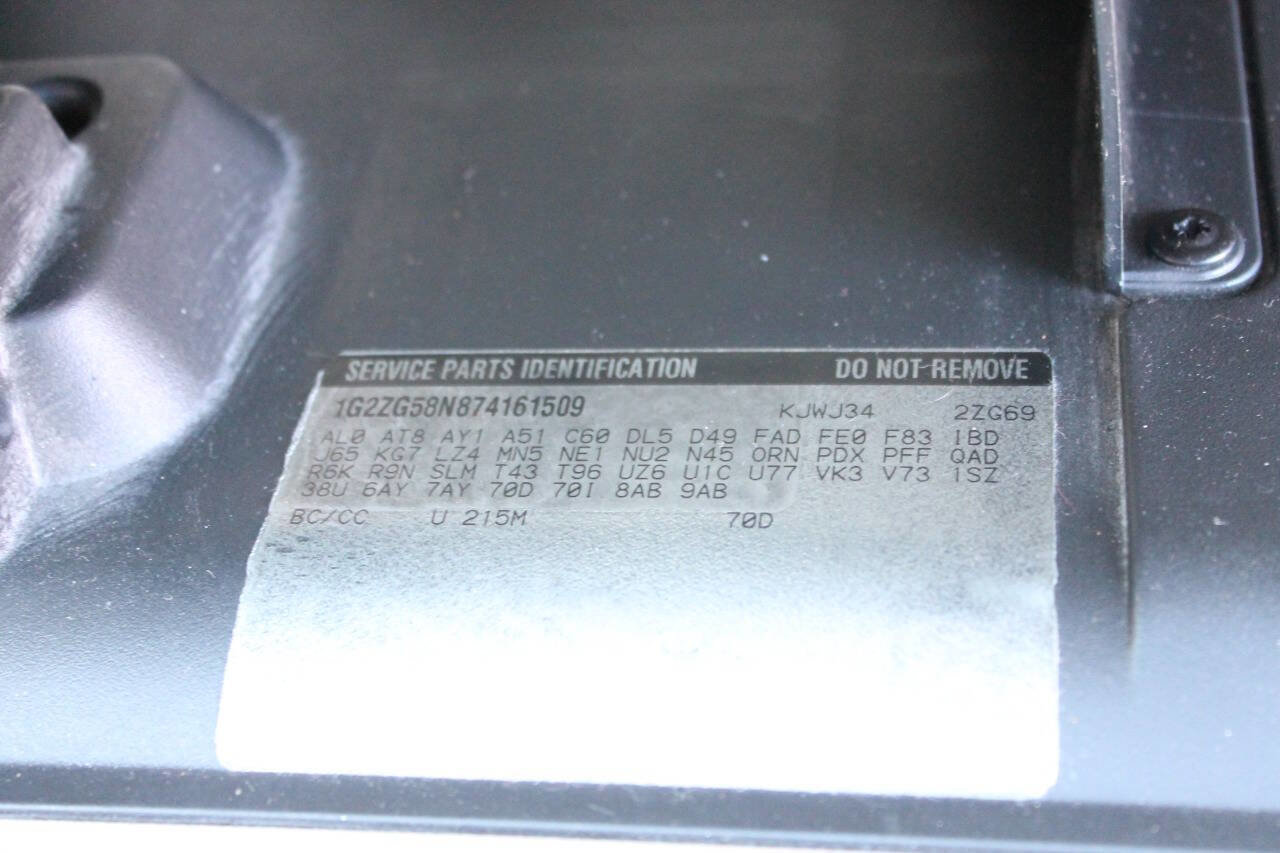 SERVICE PARTS IDENTIFICATION DO NOT REMOVE
1G2ZG58N874161509 KJWJ34 2ZG69
AL0 AT8 AY1 A51 C60 DL5 D49 FAD FE0 F83 IBD
JG5 KG7 LZ4 MN5 NE1 NU2 N45 ORN PDX PFF QAD
R6K R9N SLM T43 T96 UZ6 U1C U77 VK3 V73 1SZ
38U 6AY 7AY 70D 70I 8AB 9AB
BC/CC U 215M 70D